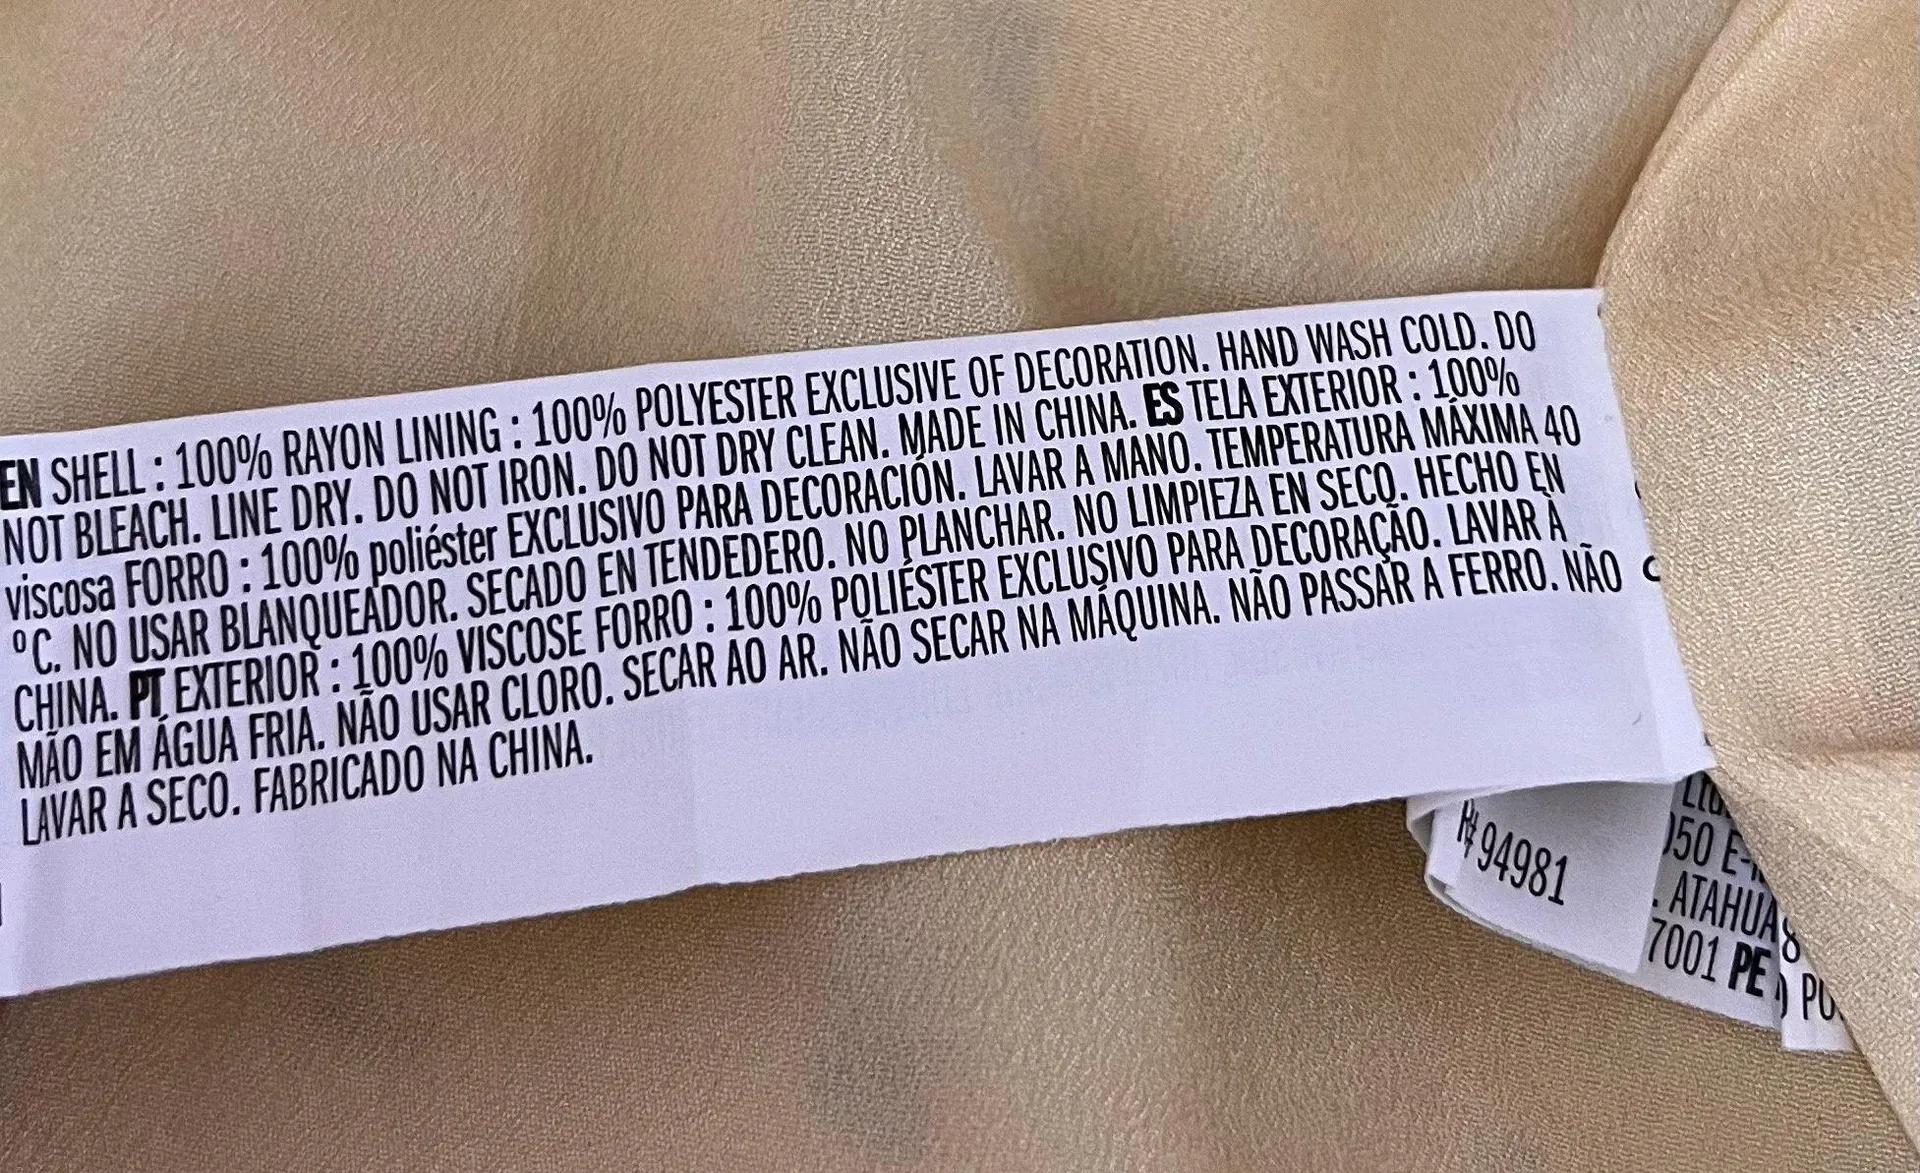 EN SHELL : 100% RAYON LINING : 100% POLYESTER EXCLUSIVE OF DECORATION. HAND WASH COLD. DO
NOT BLEACH. LINE DRY. DO NOT IRON. DO NOT DRY CLEAN. MADE IN CHINA. ES TELA EXTERIOR : 100%
viscosa FORRO : 100% poliéster EXCLUSIVO PARA DECORACIÓN. LAVAR A MANO. TEMPERATURA MÁXIMA 40
°C. NO USAR BLANQUEADOR. SECADO EN TENDEDERO. NO PLANCHAR. NO LIMPIEZA EN SECO. HECHO EN
CHINA. PT EXTERIOR : 100% VISCOSE FORRO : 100% POLIÉSTER EXCLUSIVO PARA DECORAÇÃO. LAVAR À
MÃO EM ÁGUA FRIA. NÃO USAR CLORO. SECAR AO AR. NÃO SECAR NA MÁQUINA. NÃO PASSAR A FERRO. NÃO
LAVAR A SECO. FABRICADO NA CHINA.
94981
050 E-
. ATAHUA
7001 PE